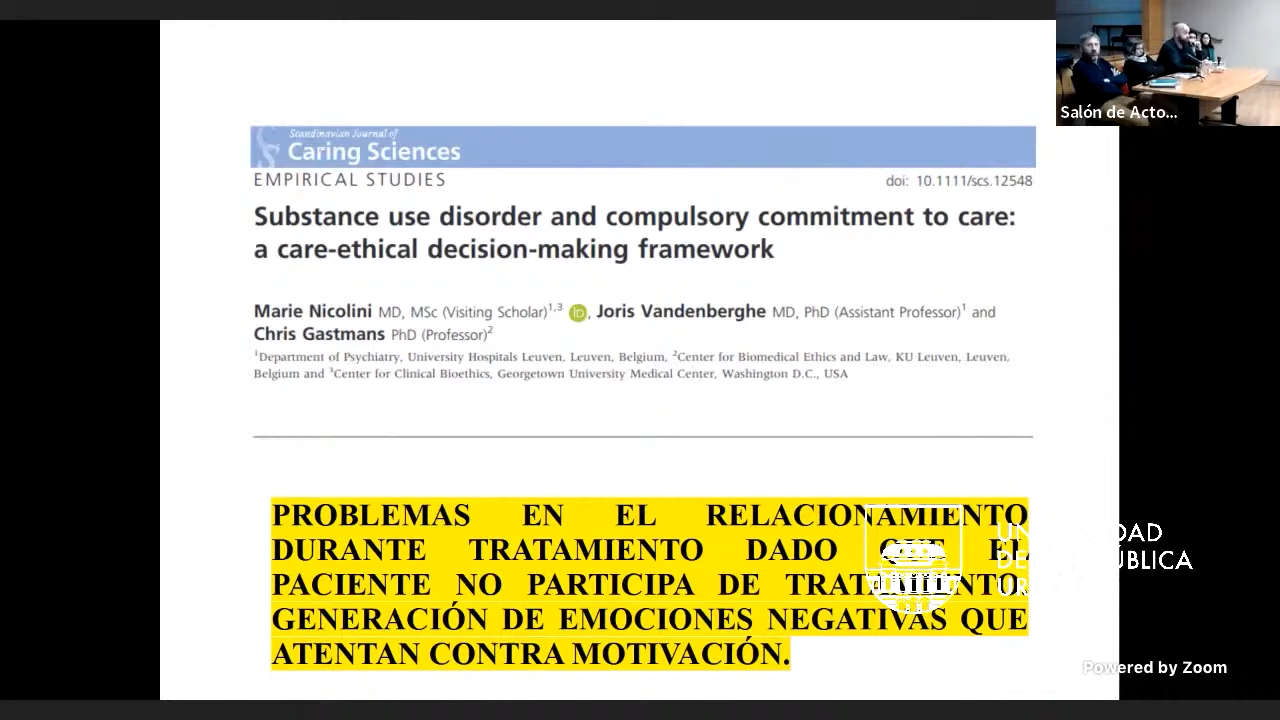 Salón de Acto...
Scandinavian Journal of
Caring Sciences
EMPIRICAL STUDIES
doi: 10.1111/scs.12548
Substance use disorder and compulsory commitment to care:
a care-ethical decision-making framework
Marie Nicolini MD, MSc (Visiting Scholar)1,3 iD, Joris Vandenberghe MD, PhD (Assistant Professor)1 and
Chris Gastmans PhD (Professor)2
1Department of Psychiatry, University Hospitals Leuven, Leuven, Belgium, 2Center for Biomedical Ethics and Law, KU Leuven, Leuven,
Belgium and 3Center for Clinical Bioethics, Georgetown University Medical Center, Washington D.C., USA
PROBLEMAS EN EL RELACIONAMIENTO
DURANTE TRATAMIENTO DADO QUE EL
PACIENTE NO PARTICIPA DE TRATAMIENTO.
GENERACIÓN DE EMOCIONES NEGATIVAS QUE
ATENTAN CONTRA MOTIVACIÓN.
Powered by Zoom